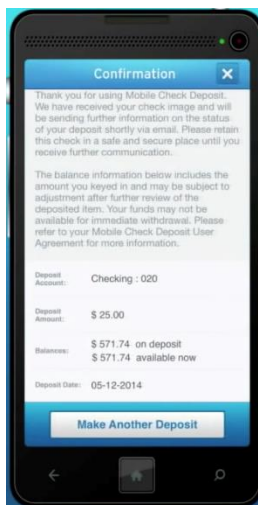 Confirmation
Thank you for using Mobile Check Deposit.
We have received your check image and will
be sending further information on the status
of your deposit shortly via email. Please retain
this check in a safe and secure place until you
receive further communication.
The balance information below includes the
amount you keyed in and may be subject to
adjustment after further review of the
deposited item. Your funds may not be
available for immediate withdrawal. Please
refer to your Mobile Check Deposit User
Agreement for more information.
Deposit Account: Checking : 020
Deposit Amount: $ 25.00
Balances: $ 571.74 on deposit
$ 571.74 available now
Deposit Date: 05-12-2014
Make Another Deposit